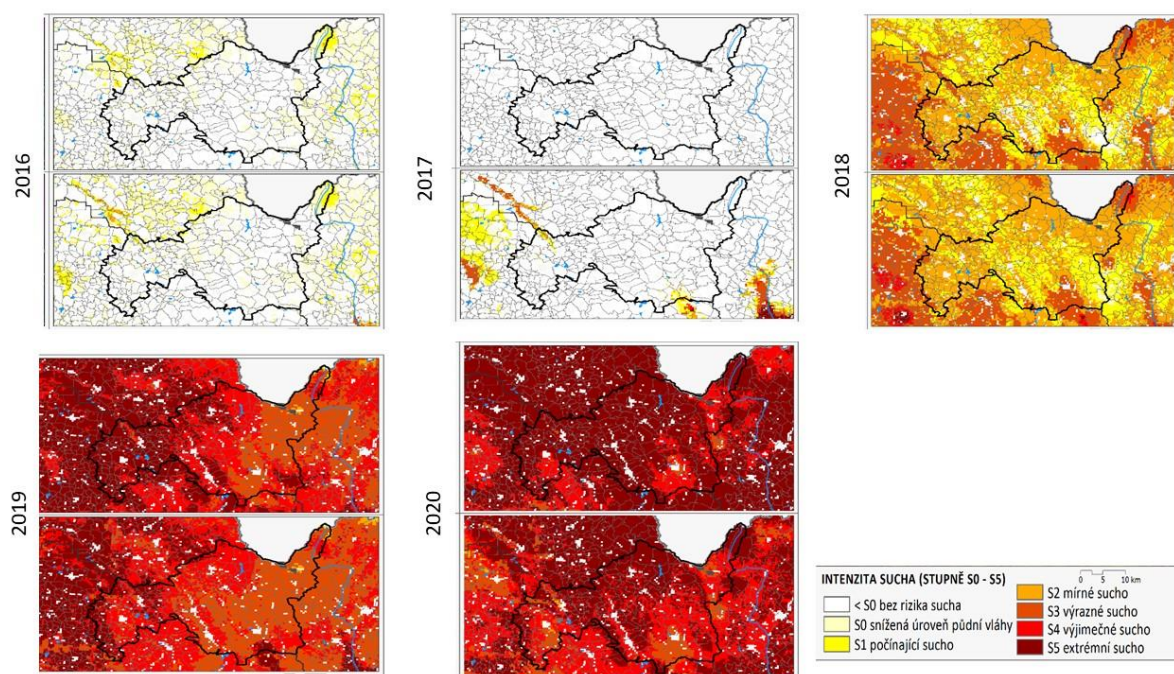 2016
2017
2018
2019
2020
INTENZITA SUCHA (STUPNĚ S0 - S5)
0 5 10 km
< S0 bez rizika sucha
S0 snížená úroveň půdní vláhy
S1 počínající sucho
S2 mírné sucho
S3 výrazné sucho
S4 výjimečné sucho
S5 extrémní sucho